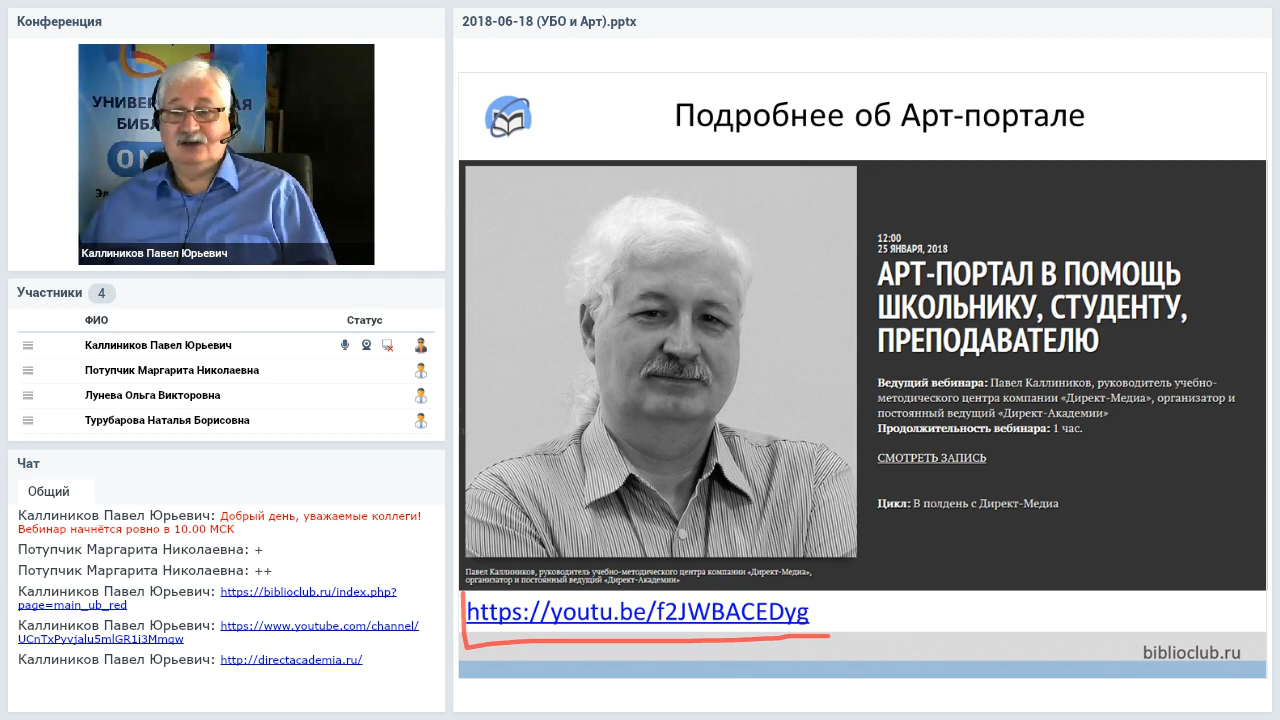 Конференция
УНИВЕР
АЯ
БИБЛ
Каллиников Павел Юрьевич
Участники 4
ФИО Статус
Каллиников Павел Юрьевич
Потупчик Маргарита Николаевна
Лунева Ольга Викторовна
Турубарова Наталья Борисовна
Чат
Общий
Каллиников Павел Юрьевич: Добрый день, уважаемые коллеги!
Вебинар начнётся ровно в 10.00 МСК
Потупчик Маргарита Николаевна: +
Потупчик Маргарита Николаевна: ++
Каллиников Павел Юрьевич: https://biblioclub.ru/index.php?
page=main_ub_red
Каллиников Павел Юрьевич: https://www.youtube.com/channel/
UCnTxPyvjalu5mlGR1i3Mmqw
Каллиников Павел Юрьевич: http://directacademia.ru/
2018-06-18 (УБО и Арт).pptx
Подробнее об Арт-портале
12:00
25 ЯНВАРЯ, 2018
АРТ-ПОРТАЛ В ПОМОЩЬ
ШКОЛЬНИКУ, СТУДЕНТУ,
ПРЕПОДАВАТЕЛЮ
Ведущий вебинара: Павел Каллиников, руководитель учебно-
методического центра компании «Директ-Медиа», организатор и
постоянный ведущий «Директ-Академии»
Продолжительность вебинара: 1 час.
СМОТРЕТЬ ЗАПИСЬ
Цикл: В полдень с Директ-Медиа
Павел Каллиников, руководитель учебно-методического центра компании «Директ-Медиа»,
организатор и постоянный ведущий «Директ-Академии»
https://youtu.be/f2JWBACEDyg
biblioclub.ru